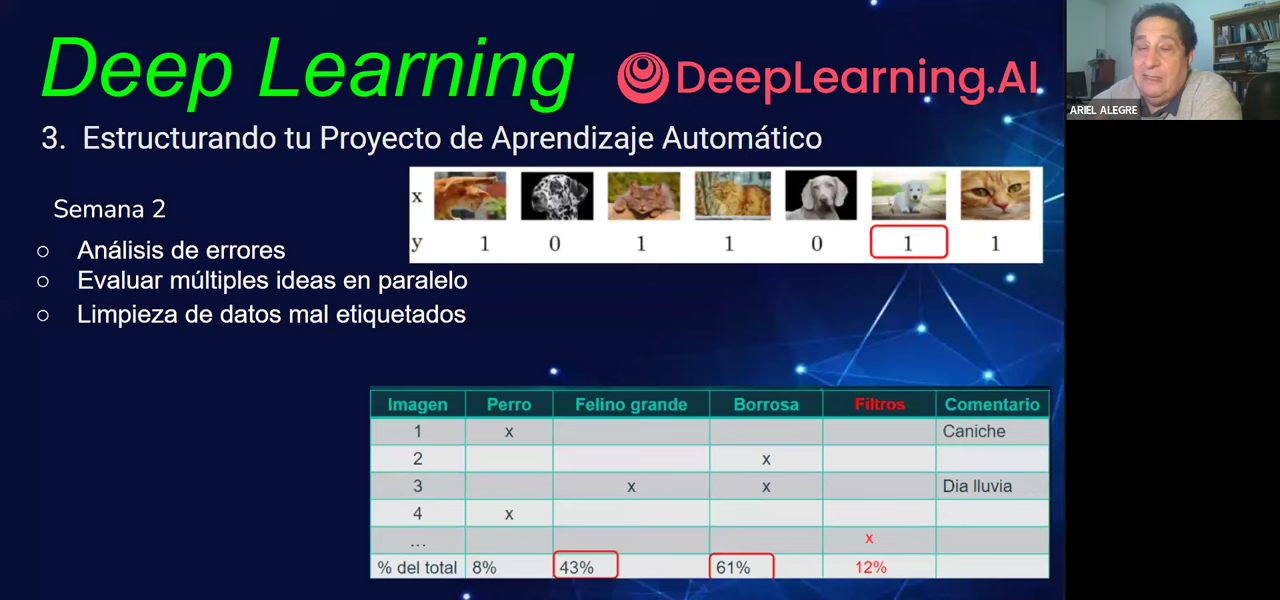 Deep Learning
DeepLearning.AI
ARIEL ALEGRE
3. Estructurando tu Proyecto de Aprendizaje Automático
x
Semana 2
y 1 0 1 1 0 1 1
○ Análisis de errores
○ Evaluar múltiples ideas en paralelo
○ Limpieza de datos mal etiquetados
Imagen Perro Felino grande Borrosa Filtros Comentario
1 x Caniche
2 x
3 x x Dia lluvia
4 x
... x
% del total 8% 43% 61% 12%